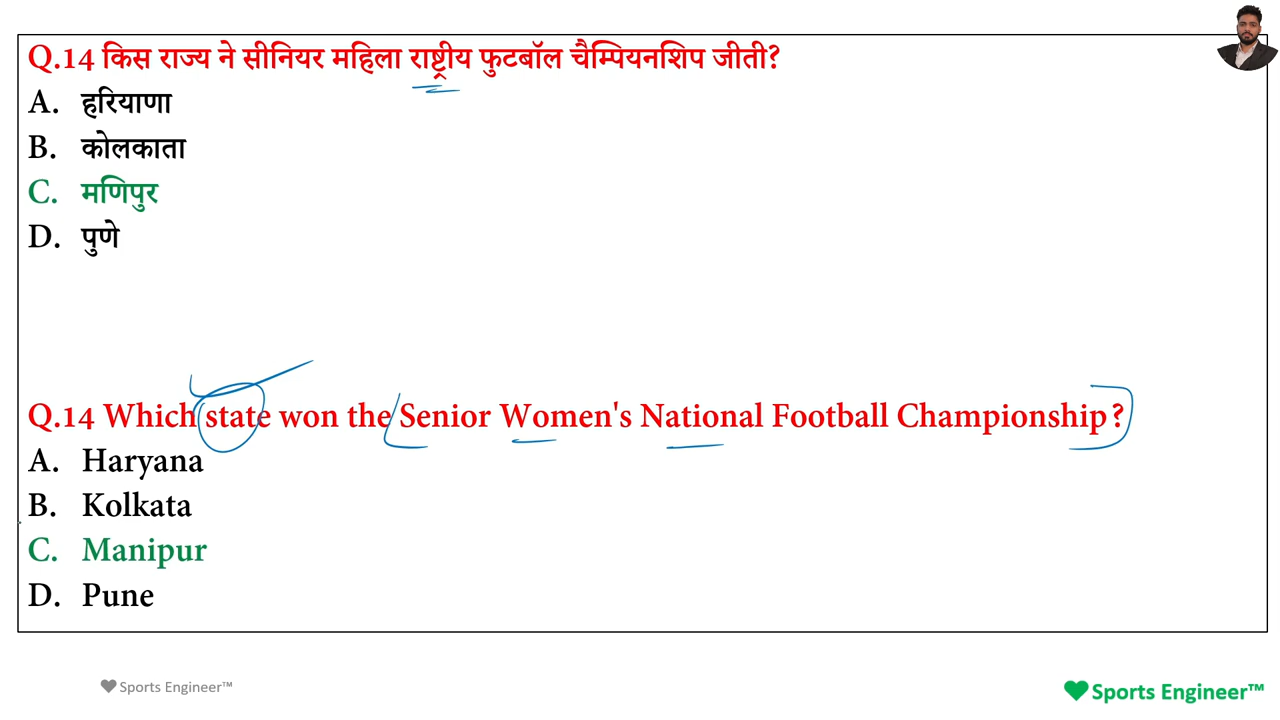 Q.14 किस राज्य ने सीनियर महिला राष्ट्रीय फुटबॉल चैम्पियनशिप जीती?
A. हरियाणा
B. कोलकाता
C. मणिपुर
D. पुणे
Q.14 Which state won the Senior Women's National Football Championship?
A. Haryana
B. Kolkata
C. Manipur
D. Pune
Sports Engineer™
Sports Engineer™